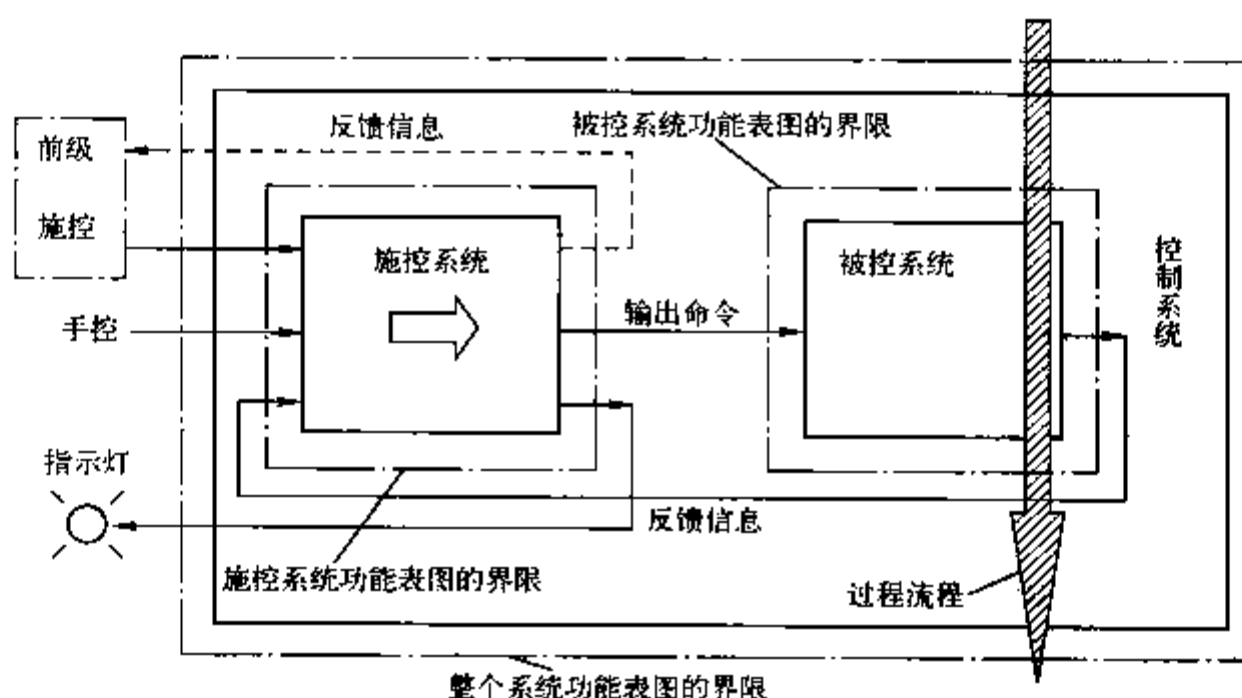 反馈信息
被控系统功能表图的界限
前级
施控
施控系统
被控系统
控制系统
手控
输出命令
指示灯
反馈信息
施控系统功能表图的界限
过程流程
整个系统功能表图的界限